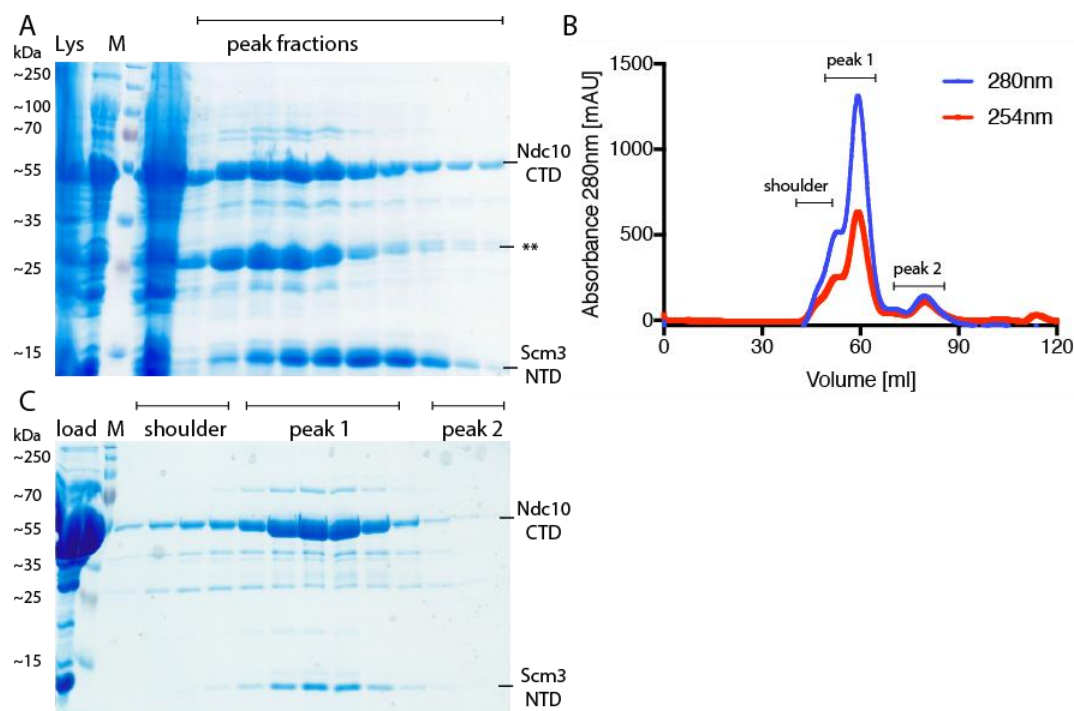 A
kDa
Lys
M
peak fractions
~250
~100
~70
~55
~35
~25
~15
Ndc10
CTD
**
Scm3
NTD
B
Absorbance 280nm [mAU]
1500
1000
500
0
peak 1
shoulder
peak 2
280nm
254nm
0 30 60 90 120
Volume [ml]
C
kDa
load
M
shoulder
peak 1
peak 2
~250
~70
~55
~35
~25
~15
Ndc10
CTD
Scm3
NTD